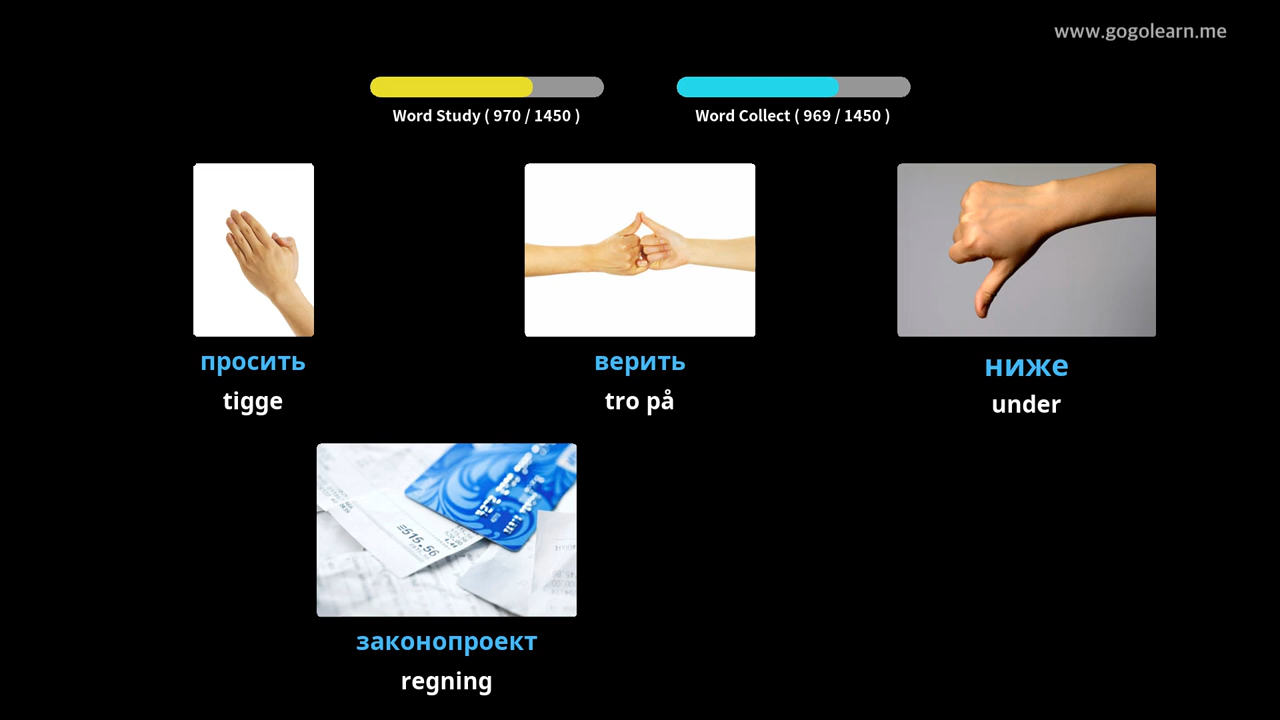 www.gogolearn.me
Word Study ( 970 / 1450 )
Word Collect ( 969 / 1450 )
просить
tigge
верить
tro på
ниже
under
законопроект
regning